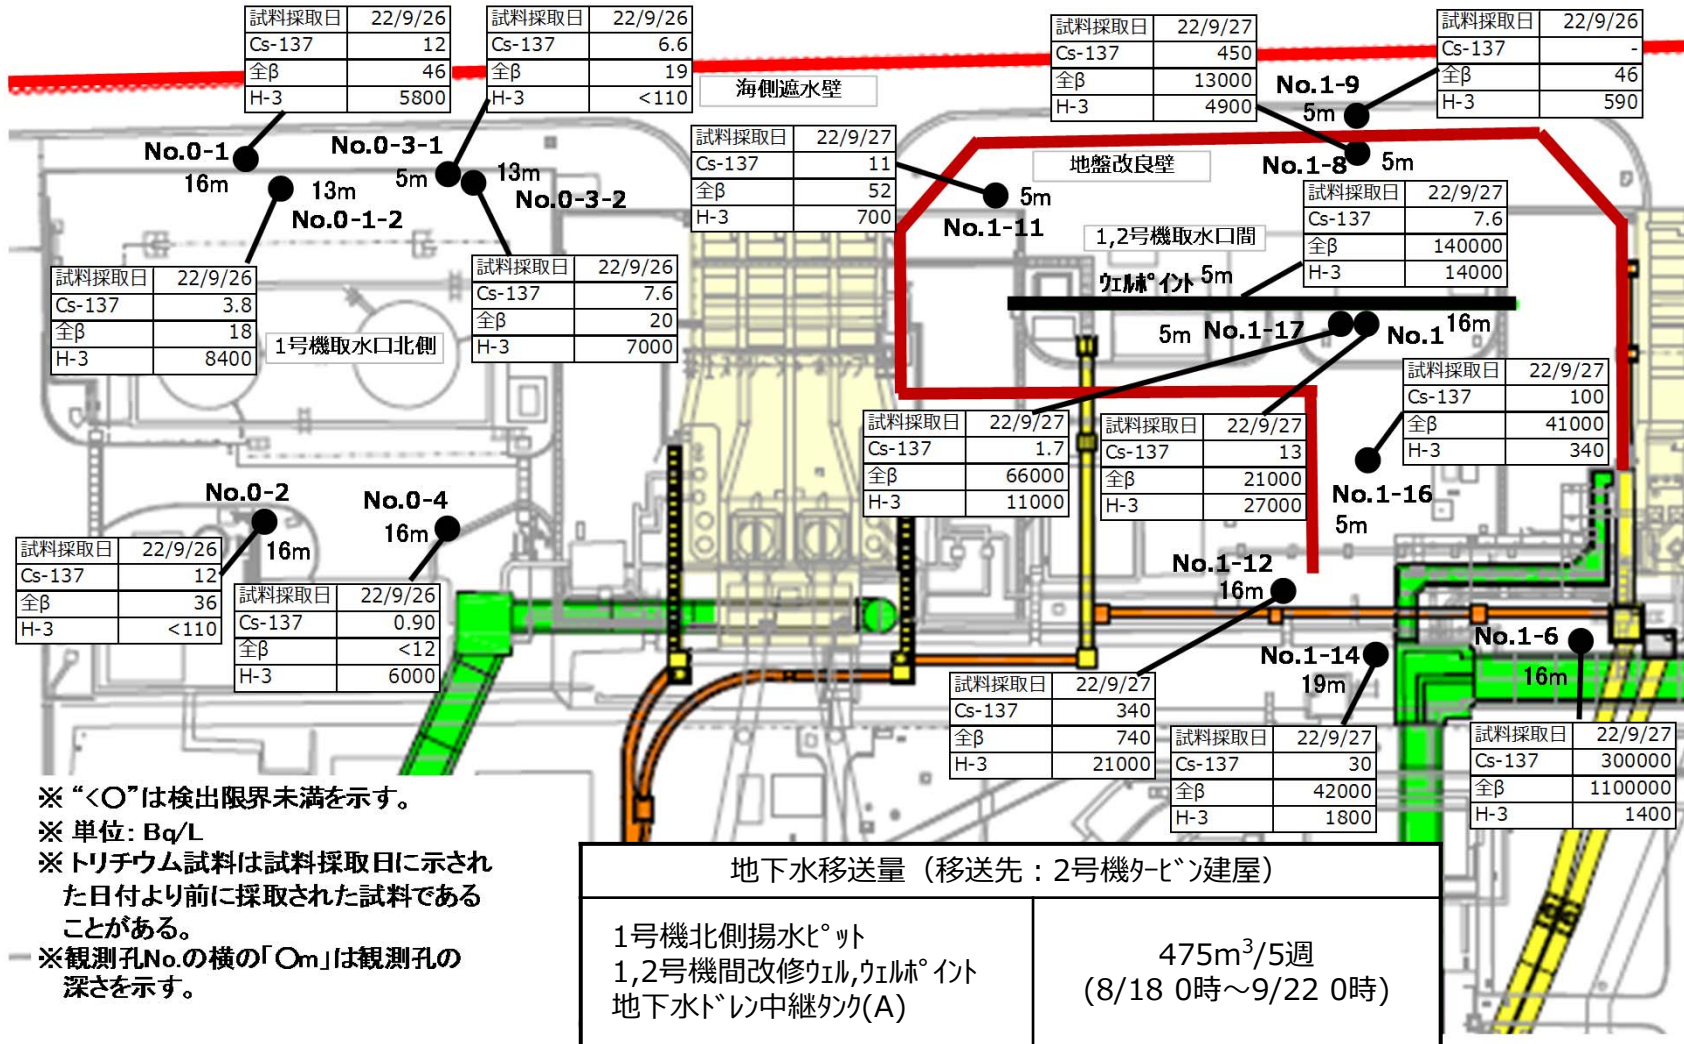 試料採取日 22/9/26
Cs-137 12
全β 46
H-3 5800
試料採取日 22/9/26
Cs-137 6.6
全β 19
H-3 <110
海側遮水壁
試料採取日 22/9/27
Cs-137 450
全β 13000
H-3 4900
試料採取日 22/9/26
Cs-137 -
全β 46
H-3 590
No.1-9
5m
No.1-8 5m
No.0-1
16m
13m
No.0-1-2
No.0-3-1
5m
13m
No.0-3-2
試料採取日 22/9/27
Cs-137 11
全β 52
H-3 700
5m
No.1-11
地盤改良壁
1,2号機取水口間
試料採取日 22/9/27
Cs-137 7.6
全β 140000
H-3 14000
ウェルポイント 5m
5m No.1-17
No.1 16m
試料採取日 22/9/26
Cs-137 3.8
全β 18
H-3 8400
1号機取水口北側
試料採取日 22/9/26
Cs-137 7.6
全β 20
H-3 7000
試料採取日 22/9/27
Cs-137 1.7
全β 66000
H-3 11000
試料採取日 22/9/27
Cs-137 13
全β 21000
H-3 27000
試料採取日 22/9/27
Cs-137 100
全β 41000
H-3 340
No.1-16
5m
No.0-2
16m
No.0-4
16m
試料採取日 22/9/26
Cs-137 12
全β 36
H-3 <110
試料採取日 22/9/26
Cs-137 0.90
全β <12
H-3 6000
No.1-12
16m
No.1-14
19m
No.1-6
16m
試料採取日 22/9/27
Cs-137 340
全β 740
H-3 21000
試料採取日 22/9/27
Cs-137 30
全β 42000
H-3 1800
試料採取日 22/9/27
Cs-137 300000
全β 1100000
H-3 1400
※ “<〇”は検出限界未満を示す。
※ 単位: Bq/L
※トリチウム試料は試料採取日に示され
た日付より前に採取された試料である
ことがある。
※観測孔No.の横の「〇m」は観測孔の
深さを示す。
地下水移送量（移送先：2号機タービン建屋）
1号機北側揚水ピット
1,2号機間改修ウェル,ウェルポイント
地下水ドレン中継タンク(A)
475m³/5週
(8/18 0時～9/22 0時)